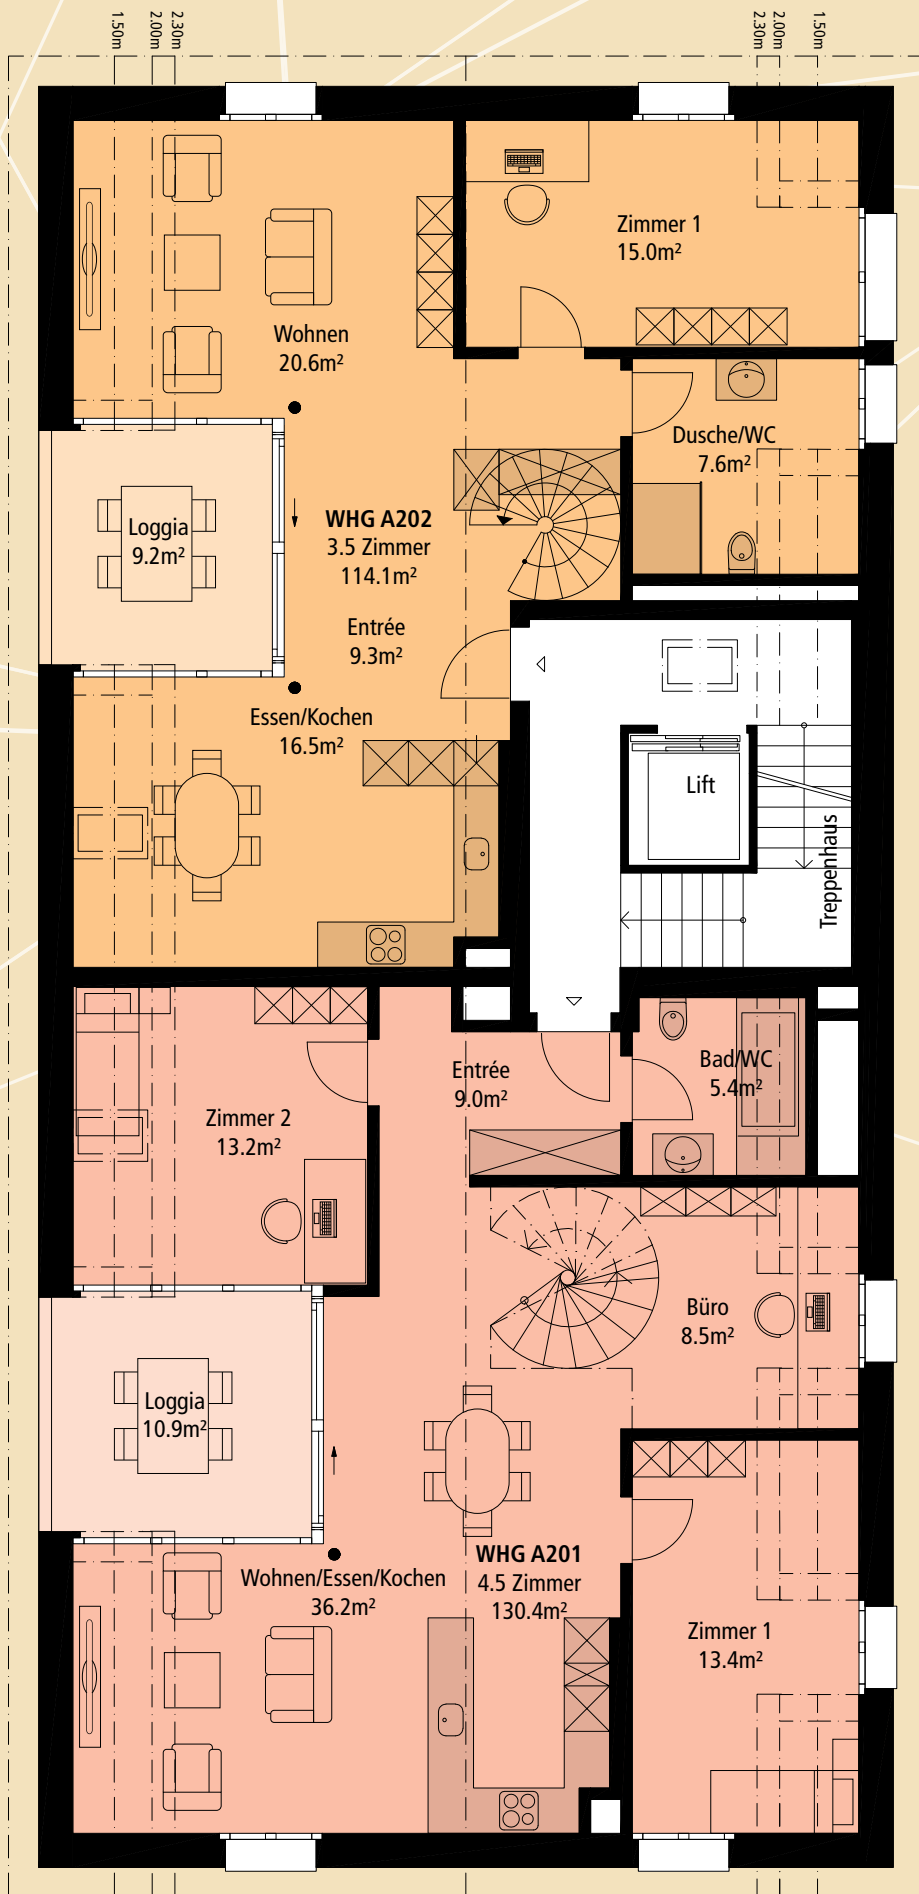 1.50m
2.00m
2.30m
2.30m
2.00m
1.50m
Zimmer 1
15.0m²
Wohnen
20.6m²
Dusche/WC
7.6m²
Loggia
9.2m²
WHG A202
3.5 Zimmer
114.1m²
Entrée
9.3m²
Essen/Kochen
16.5m²
Lift
Treppenhaus
Entrée
9.0m²
Bad/WC
5.4m²
Zimmer 2
13.2m²
Büro
8.5m²
Loggia
10.9m²
WHG A201
4.5 Zimmer
130.4m²
Wohnen/Essen/Kochen
36.2m²
Zimmer 1
13.4m²